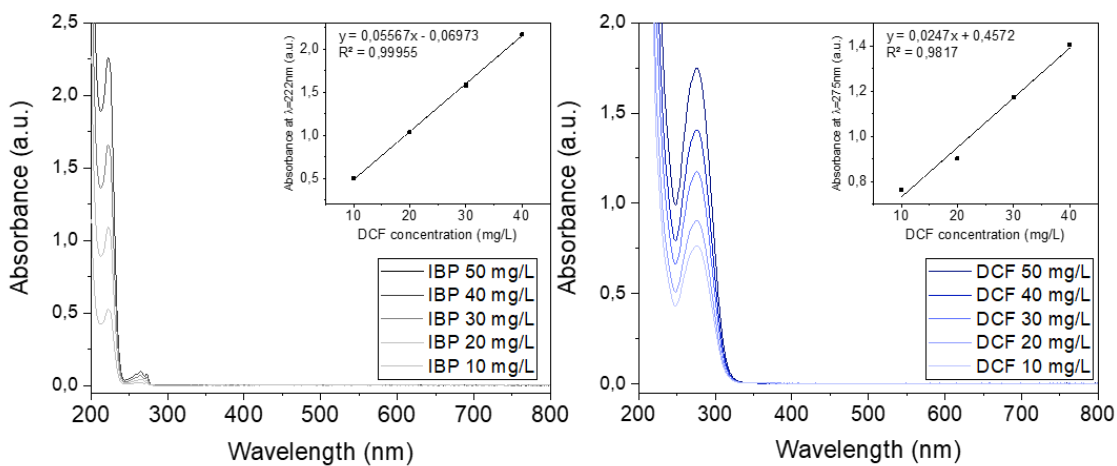 2,5
2,0
1,5
1,0
0,5
0,0
Absorbance (a.u.)
200 300 400 500 600 700 800
Wavelength (nm)
y = 0,05567x - 0,06973
R² = 0,99955
2,0
1,5
1,0
0,5
Absorbance at λ=222nm (a.u.)
10 20 30 40
DCF concentration (mg/L)
IBP 50 mg/L
IBP 40 mg/L
IBP 30 mg/L
IBP 20 mg/L
IBP 10 mg/L
2,0
1,5
1,0
0,5
0,0
Absorbance (a.u.)
200 300 400 500 600 700 800
Wavelength (nm)
y = 0,0247x + 0,4572
R² = 0,9817
1,4
1,2
1,0
0,8
Absorbance at λ=275nm (a.u.)
10 20 30 40
DCF concentration (mg/L)
DCF 50 mg/L
DCF 40 mg/L
DCF 30 mg/L
DCF 20 mg/L
DCF 10 mg/L